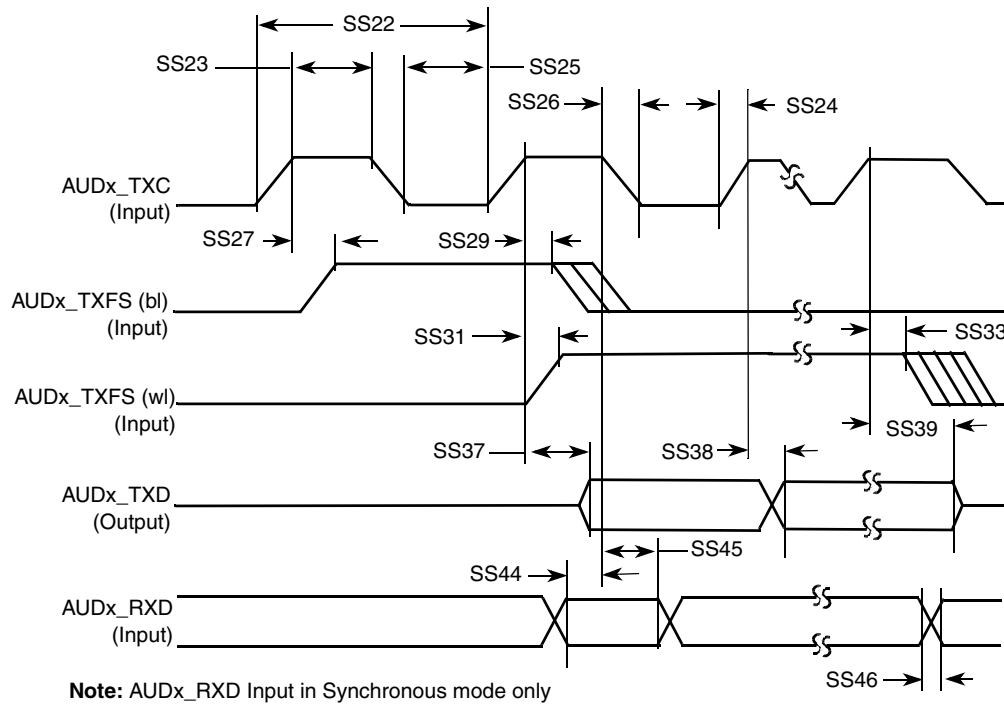 SS22
SS23
SS25
SS26
SS24
AUDx_TXC
(Input)
SS27
SS29
AUDx_TXFS (bl)
(Input)
SS31
SS33
AUDx_TXFS (wl)
(Input)
SS39
SS37
SS38
AUDx_TXD
(Output)
SS45
SS44
AUDx_RXD
(Input)
SS46
Note: AUDx_RXD Input in Synchronous mode only